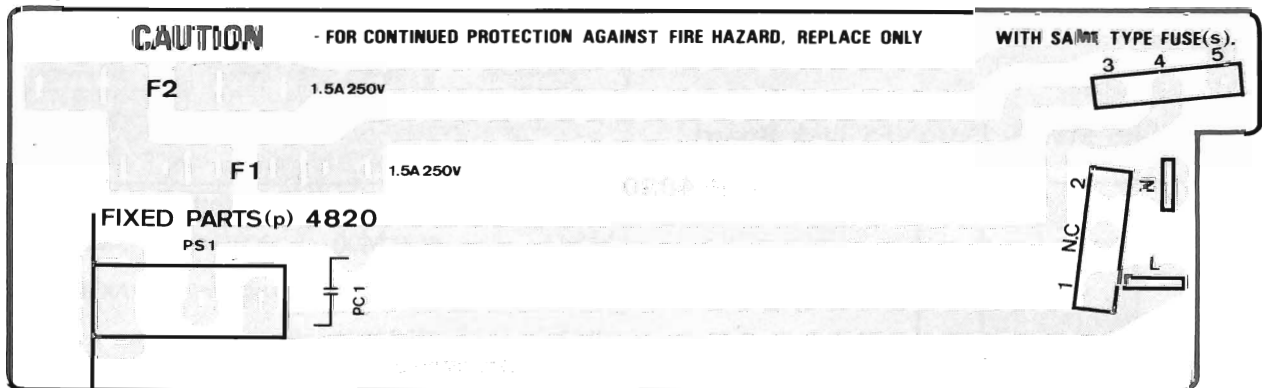 CAUTION - FOR CONTINUED PROTECTION AGAINST FIRE HAZARD, REPLACE ONLY WITH SAME TYPE FUSE(s).
3 4 5
F2 1.5A 250V
F1 1.5A 250V
2 N.C 1
N
L
FIXED PARTS(p) 4820
PS1
PC1